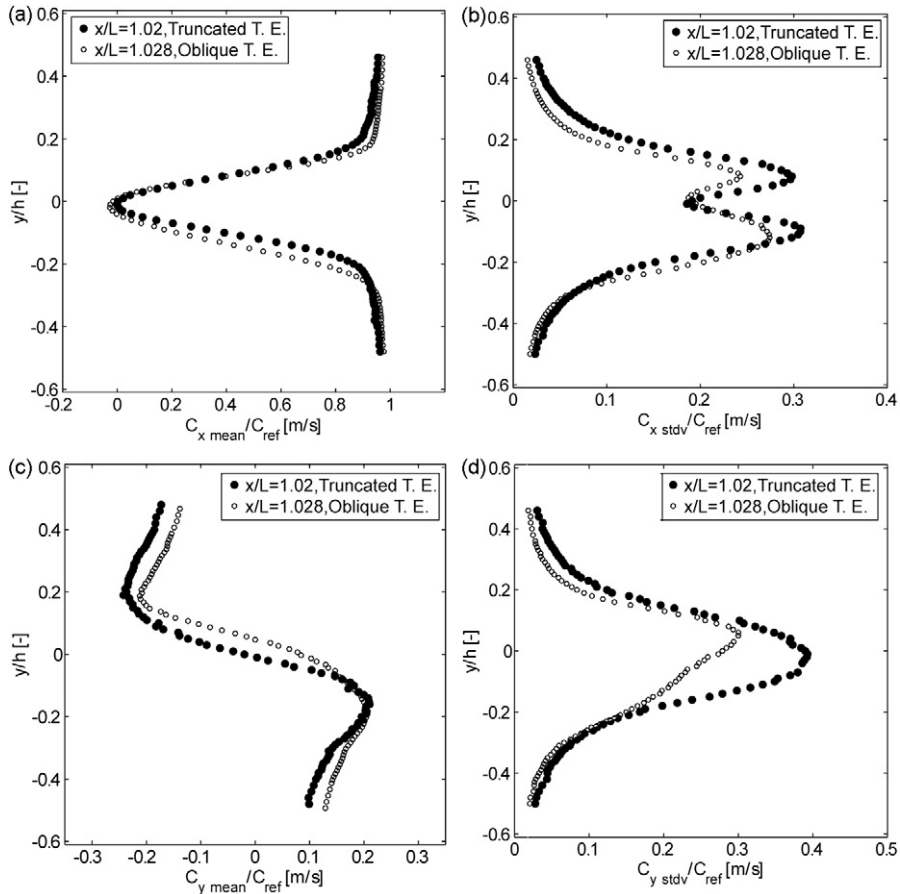 (a)
x/L=1.02,Truncated T. E.
x/L=1.028,Oblique T. E.
0.6
0.4
0.2
0
-0.2
-0.4
-0.6
y/h [-]
-0.2
0
0.2
0.4
0.6
0.8
1
C_x mean/C_ref [m/s]
(b)
x/L=1.02,Truncated T. E.
x/L=1.028,Oblique T. E.
0.6
0.4
0.2
0
-0.2
-0.4
-0.6
y/h [-]
0
0.1
0.2
0.3
0.4
C_x stdv/C_ref [m/s]
(c)
x/L=1.02,Truncated T. E.
x/L=1.028,Oblique T. E.
0.6
0.4
0.2
0
-0.2
-0.4
-0.6
y/h [-]
-0.3
-0.2
-0.1
0
0.1
0.2
0.3
C_y mean/C_ref [m/s]
(d)
x/L=1.02,Truncated T. E.
x/L=1.028,Oblique T. E.
0.6
0.4
0.2
0
-0.2
-0.4
-0.6
y/h [-]
0
0.1
0.2
0.3
0.4
0.5
C_y stdv/C_ref [m/s]